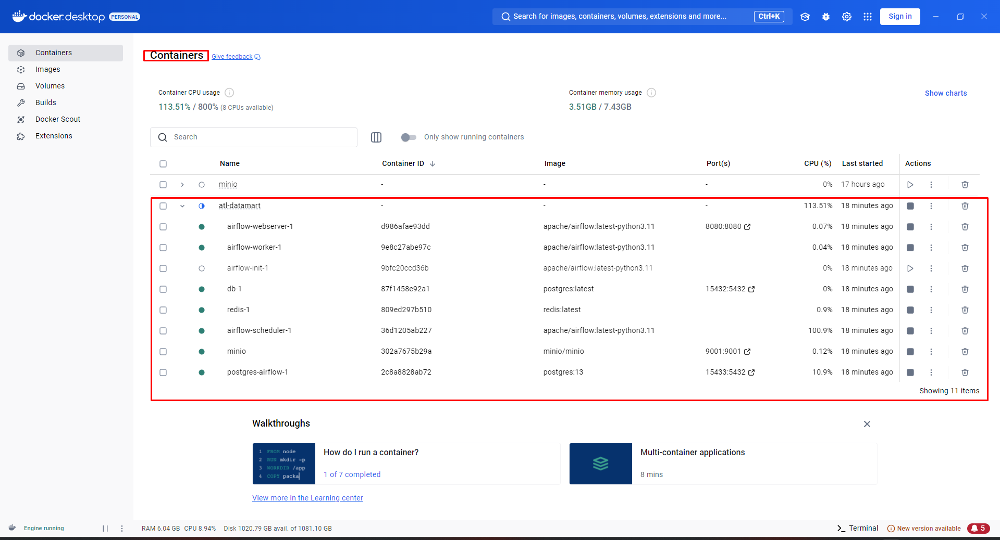 docker.desktop PERSONAL
Search for images, containers, volumes, extensions and more... Ctrl+K
Sign in
Containers
Images
Volumes
Builds
Docker Scout
Extensions
Containers Give feedback
Container CPU usage
113.51% / 800% (8 CPUs available)
Container memory usage
3.51GB / 7.43GB
Show charts
Search
Only show running containers
Name Container ID Image Port(s) CPU (%) Last started Actions
minio - - - 0% 17 hours ago
atl-datamart - - - 113.51% 18 minutes ago
airflow-webserver-1 d986afae93dd apache/airflow:latest-python3.11 8080:8080 0.07% 18 minutes ago
airflow-worker-1 9e8c27abe97c apache/airflow:latest-python3.11 0.04% 18 minutes ago
airflow-init-1 9bfc20ccd36b apache/airflow:latest-python3.11 0% 18 minutes ago
db-1 87f1458e92a1 postgres:latest 15432:5432 0% 18 minutes ago
redis-1 809ed297b510 redis:latest 0.9% 18 minutes ago
airflow-scheduler-1 36d1205ab227 apache/airflow:latest-python3.11 100.9% 18 minutes ago
minio 302a7675b29a minio/minio 9001:9001 0.12% 18 minutes ago
postgres-airflow-1 2c8a8828ab72 postgres:13 15433:5432 10.9% 18 minutes ago
Showing 11 items
Walkthroughs
1 FROM node
2 RUN mkdir -p
3 WORKDIR /app
4 COPY packa
How do I run a container?
1 of 7 completed
Multi-container applications
8 mins
View more in the Learning center
Engine running
RAM 6.04 GB CPU 8.94% Disk 1020.79 GB avail. of 1081.10 GB
Terminal
New version available
5